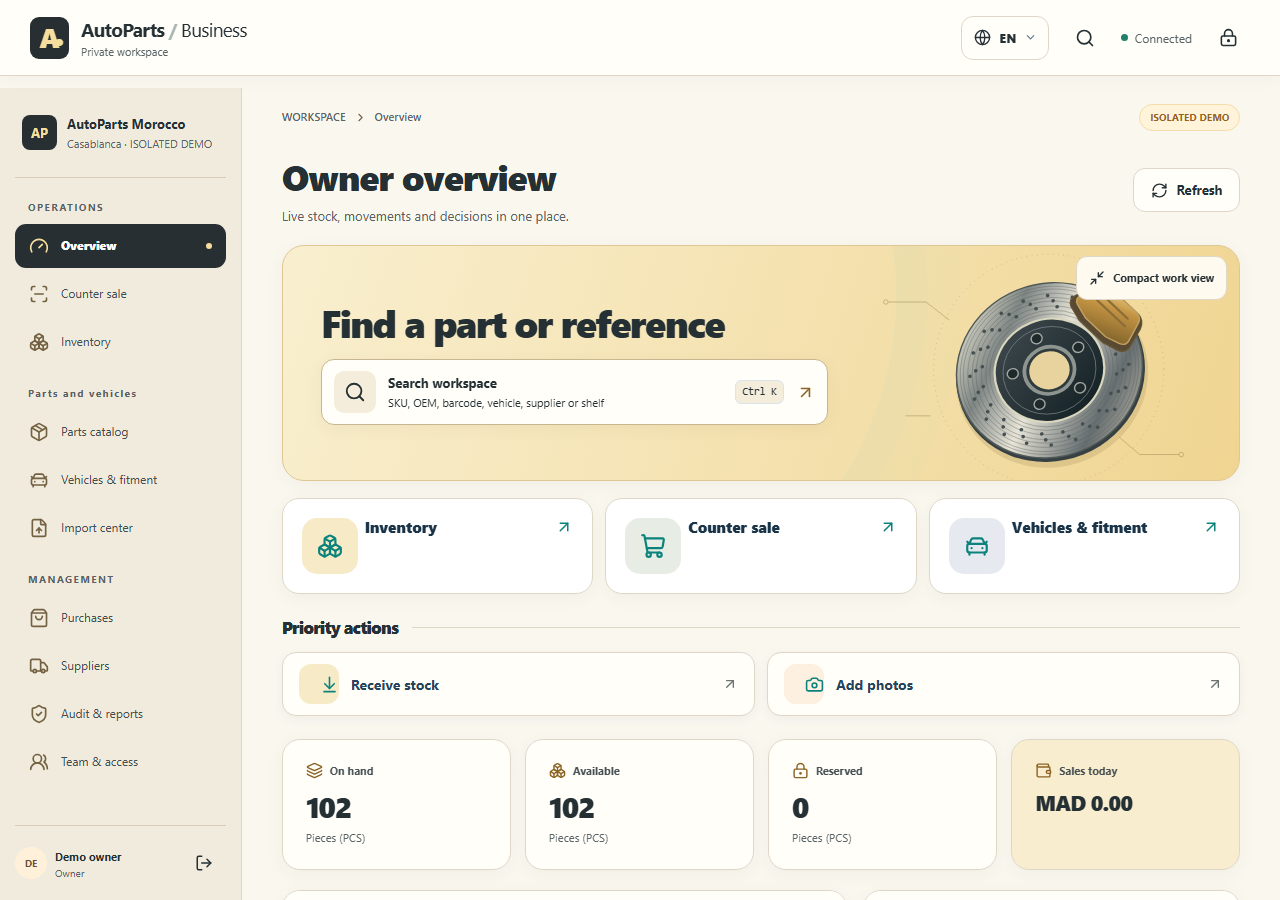 AutoParts / Business
Private workspace
EN
Connected
AP
AutoParts Morocco
Casablanca · ISOLATED DEMO
OPERATIONS
Overview
Counter sale
Inventory
Parts and vehicles
Parts catalog
Vehicles & fitment
Import center
MANAGEMENT
Purchases
Suppliers
Audit & reports
Team & access
DE
Demo owner
Owner
WORKSPACE > Overview
ISOLATED DEMO
Owner overview
Live stock, movements and decisions in one place.
Refresh
Compact work view
Find a part or reference
Search workspace
SKU, OEM, barcode, vehicle, supplier or shelf
Ctrl K
Inventory
Counter sale
Vehicles & fitment
Priority actions
Receive stock
Add photos
On hand
102
Pieces (PCS)
Available
102
Pieces (PCS)
Reserved
0
Pieces (PCS)
Sales today
MAD 0.00